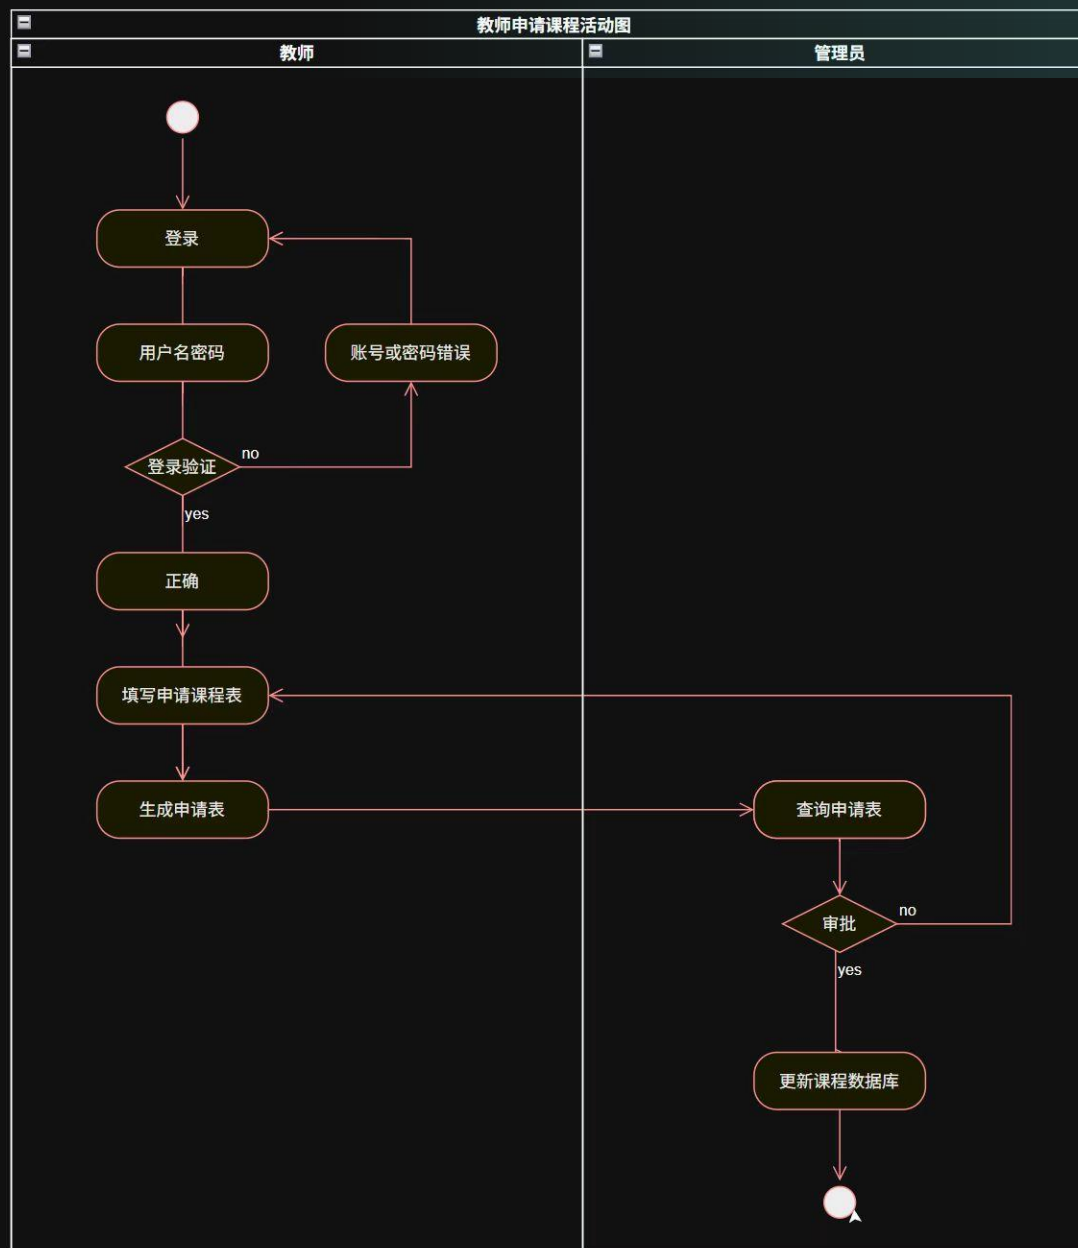 教师申请课程活动图
教师
管理员
登录
用户名密码
账号或密码错误
登录验证
no
yes
正确
填写申请课程表
生成申请表
查询申请表
审批
no
yes
更新课程数据库